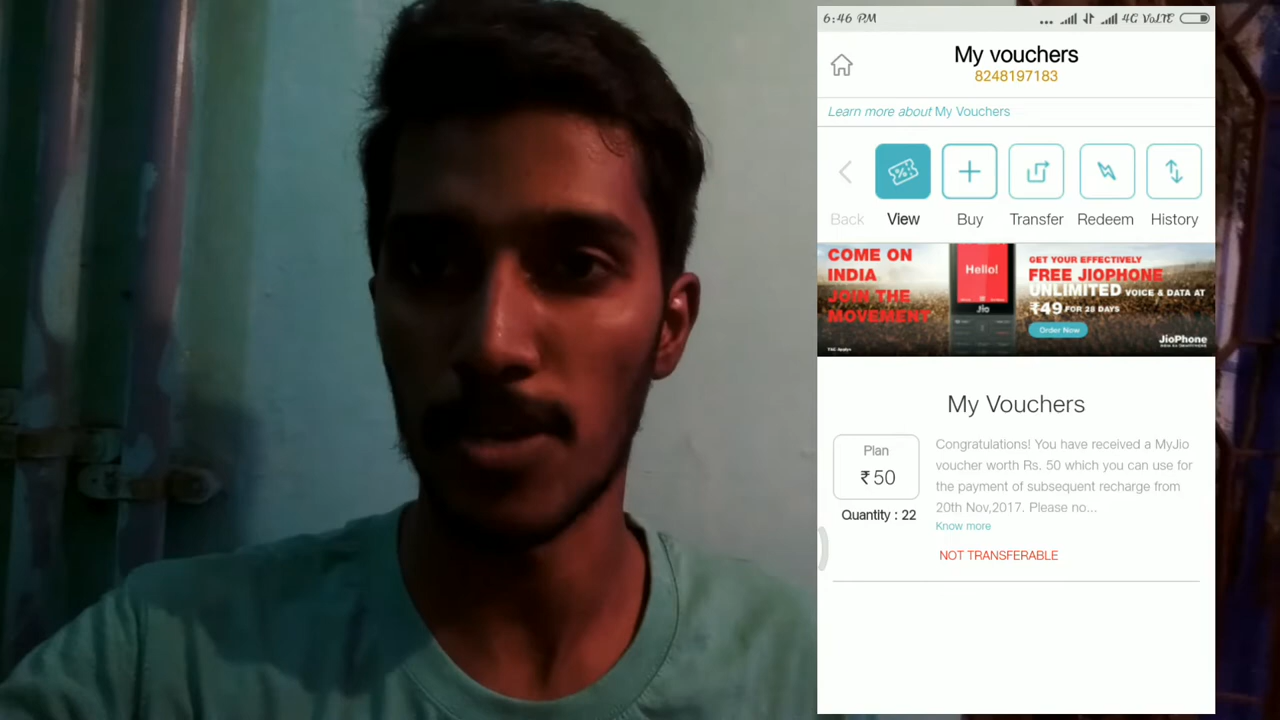 6:46 PM
... 4G VoLTE
My vouchers
8248197183
Learn more about My Vouchers
Back
View
Buy
Transfer
Redeem
History
COME ON
INDIA
JOIN THE
MOVEMENT
T&C Apply*
Hello!
Jio
GET YOUR EFFECTIVELY
FREE JIOPHONE
UNLIMITED VOICE & DATA AT
₹49 FOR 28 DAYS
Order Now
JioPhone
My Vouchers
Plan
₹ 50
Quantity : 22
Congratulations! You have received a MyJio
voucher worth Rs. 50 which you can use for
the payment of subsequent recharge from
20th Nov,2017. Please no...
Know more
NOT TRANSFERABLE